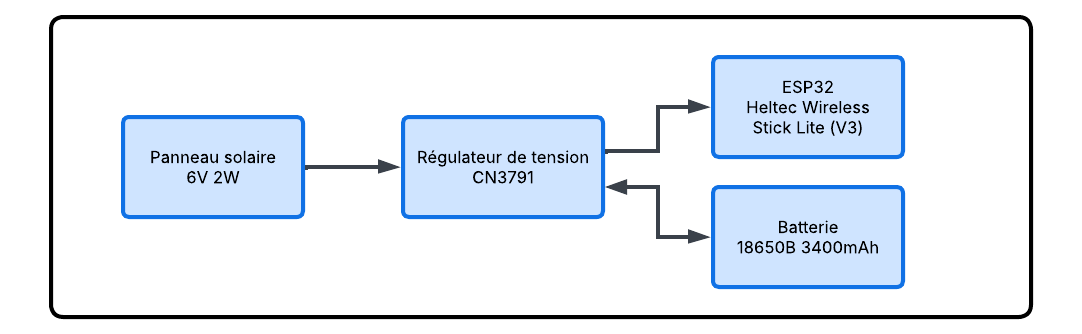 Panneau solaire
6V 2W
Régulateur de tension
CN3791
ESP32
Heltec Wireless
Stick Lite (V3)
Batterie
18650B 3400mAh